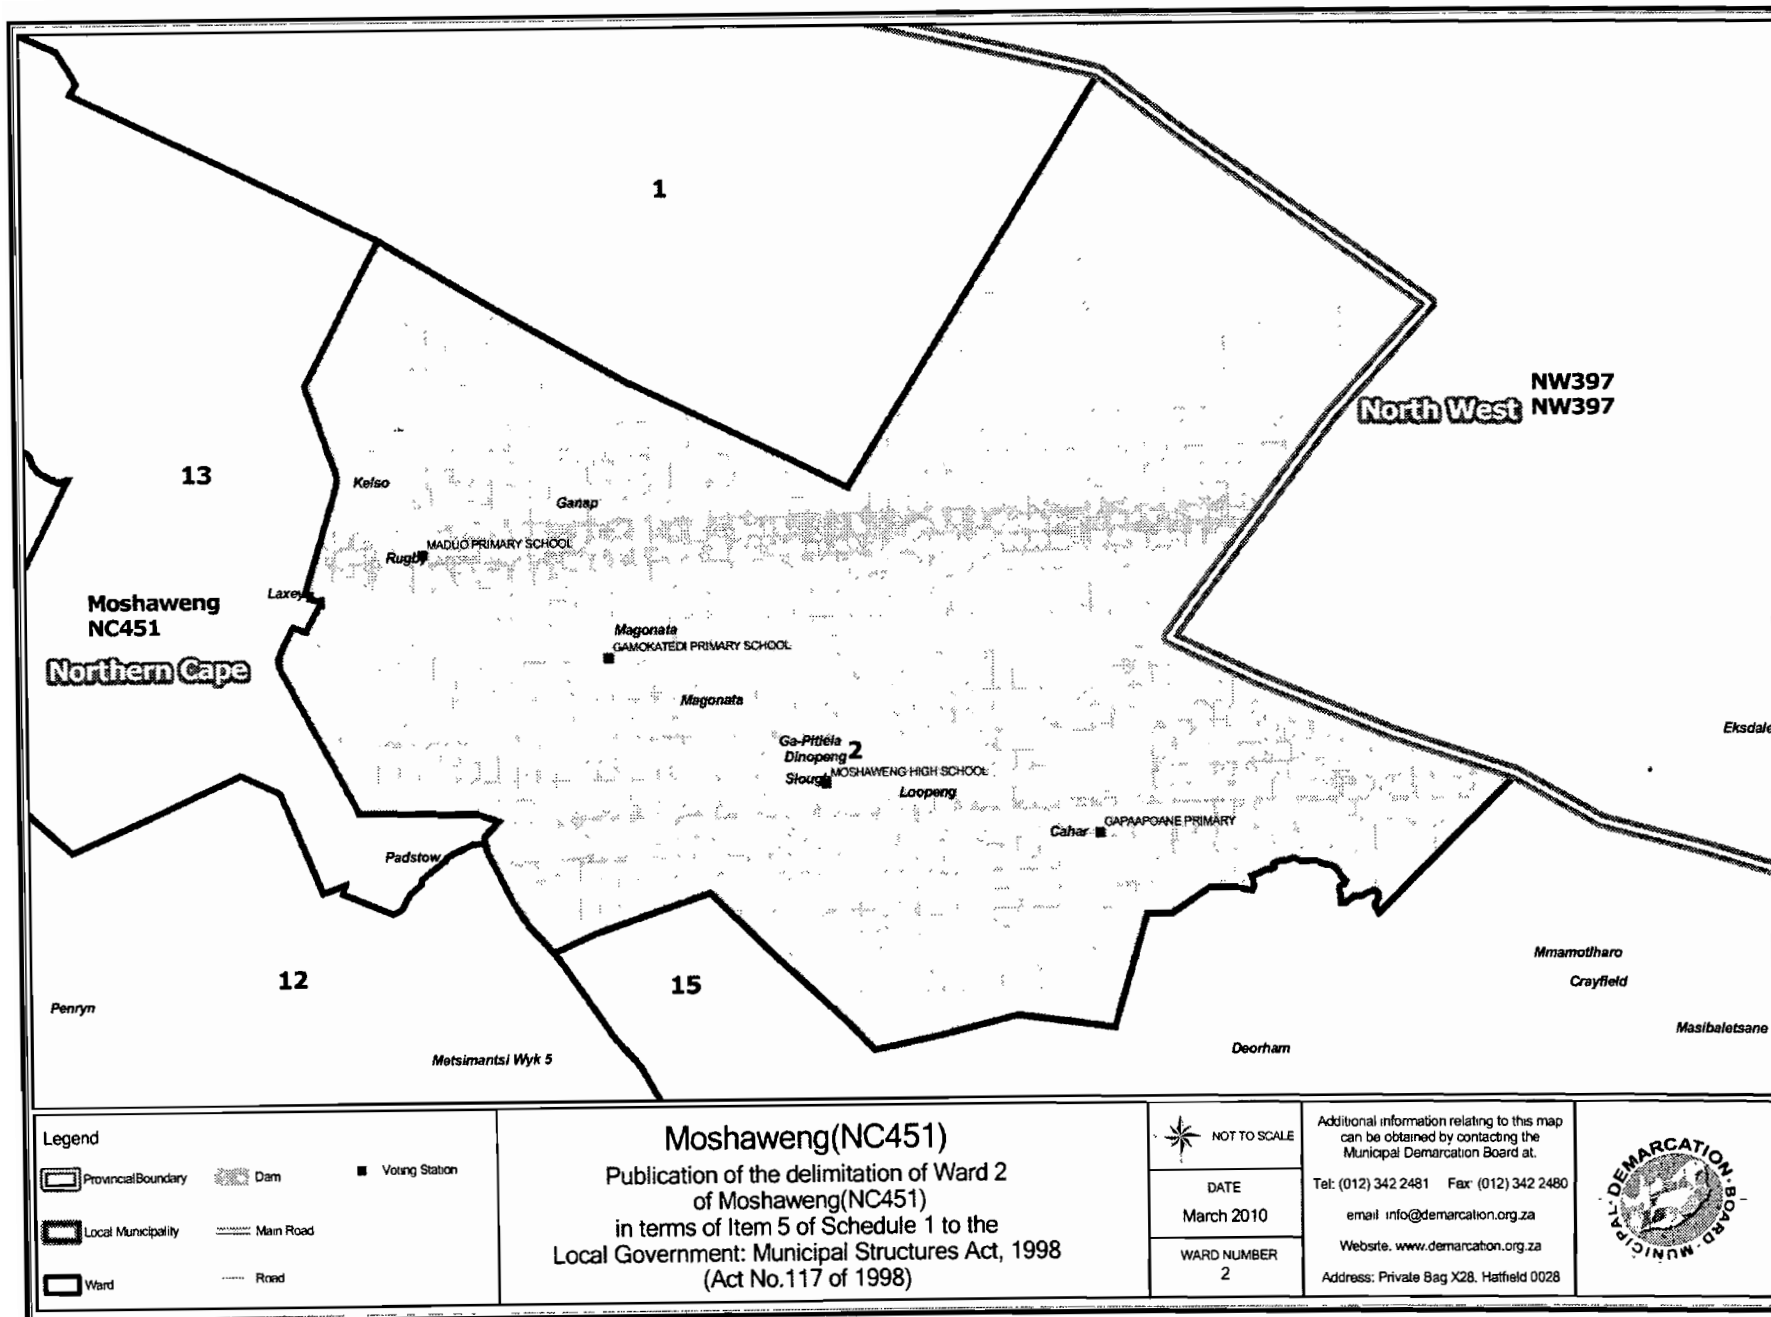 1
NW397
North West NW397
13
Kelso
Ganap
MADUO PRIMARY SCHOOL
Rugby
Laxey
Moshaweng
NC451
Northern Cape
Magonata
GAMOKATEDI PRIMARY SCHOOL
Magonata
Eksdale
Ga-Pitiela
Dinopeng 2
Slough MOSHAWENG HIGH SCHOOL
Loopeng
Cahar GAPAAPOANE PRIMARY
Padstow
12
15
Mmamotlharo
Crayfield
Penryn
Masibaletsane
Metsimantsi Wyk 5
Deorham
Legend
Provincial Boundary
Dam
Voting Station
Local Municipality
Main Road
Ward
Road
Moshaweng(NC451)
Publication of the delimitation of Ward 2
of Moshaweng(NC451)
in terms of Item 5 of Schedule 1 to the
Local Government: Municipal Structures Act, 1998
(Act No.117 of 1998)
NOT TO SCALE
DATE
March 2010
WARD NUMBER
2
Additional information relating to this map
can be obtained by contacting the
Municipal Demarcation Board at.
Tel: (012) 342 2481 Fax: (012) 342 2480
email info@demarcation.org.za
Website. www.demarcation.org.za
Address: Private Bag X28. Hatfield 0028
MUNICIPAL DEMARCATION BOARD